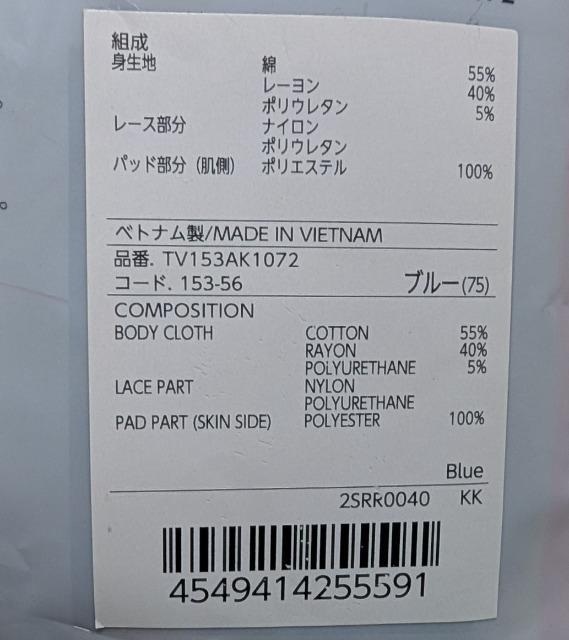 組成
身生地 綿 55%
レーヨン 40%
ポリウレタン 5%
レース部分 ナイロン
ポリウレタン
パッド部分（肌側） ポリエステル 100%
ベトナム製/MADE IN VIETNAM
品番. TV153AK1072
コード. 153-56 ブルー(75)
COMPOSITION
BODY CLOTH COTTON 55%
RAYON 40%
POLYURETHANE 5%
LACE PART NYLON
POLYURETHANE
PAD PART (SKIN SIDE) POLYESTER 100%
Blue
2SRR0040 KK
4549414255591